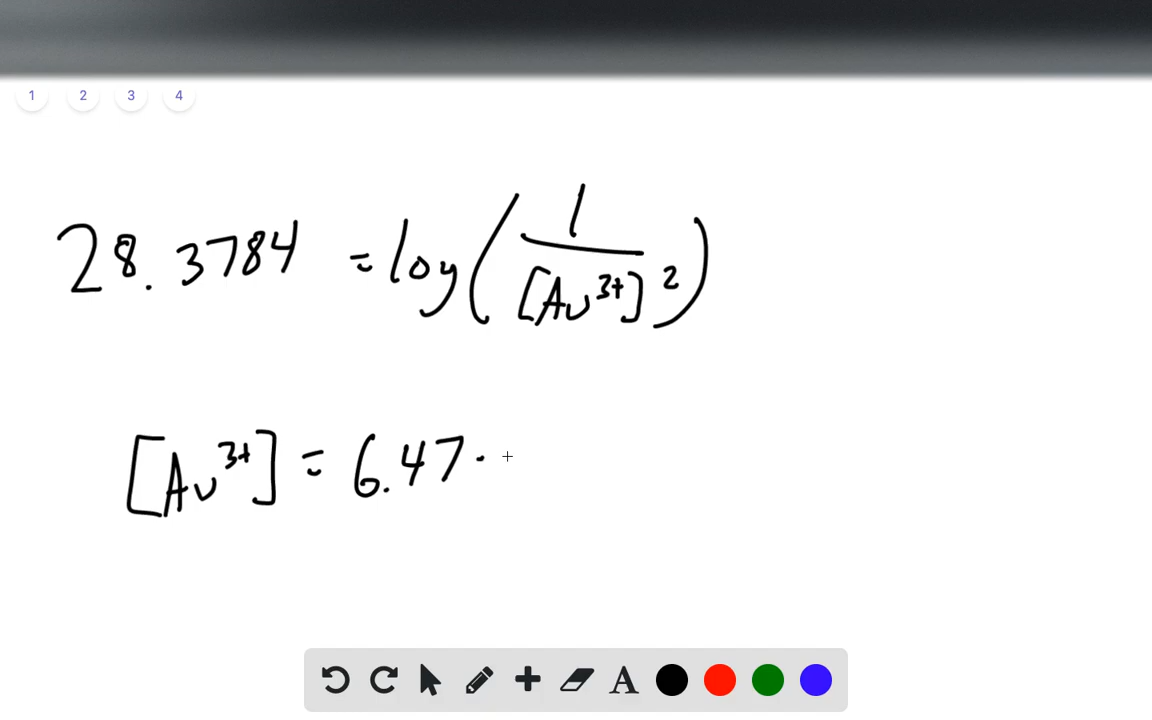 1 2 3 4
28.3784 = log(1/[Au³⁺]²)
[Au³⁺] = 6.47 ·
A